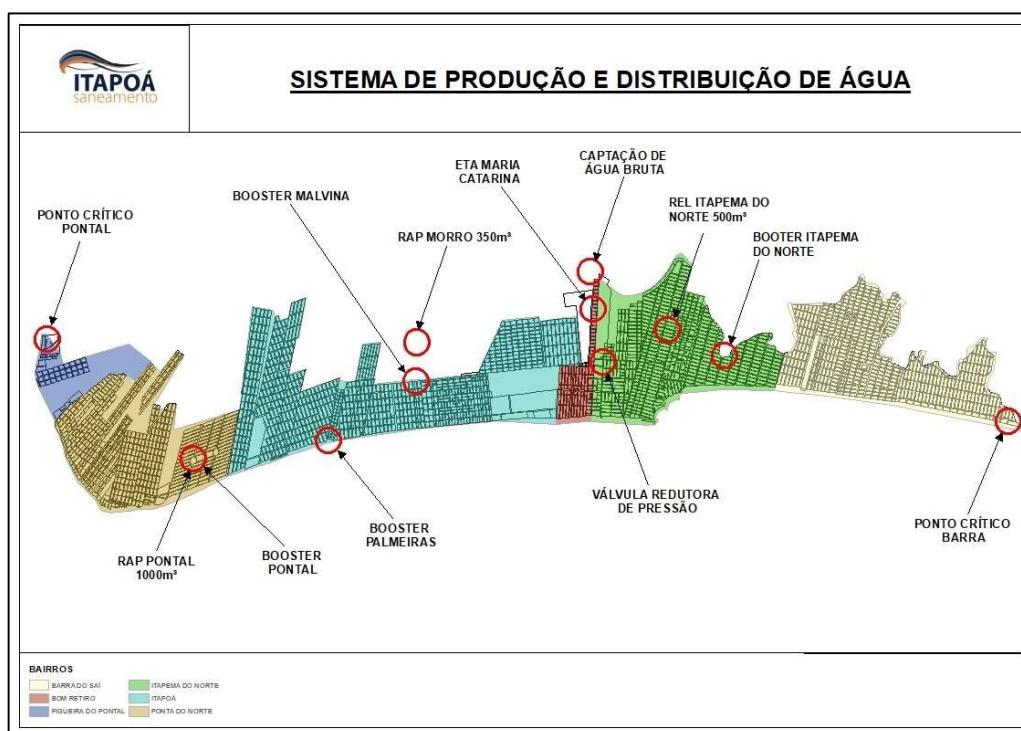 ITAPOÁ
saneamento
SISTEMA DE PRODUÇÃO E DISTRIBUIÇÃO DE ÁGUA
PONTO CRÍTICO
PONTAL
BOOSTER MALVINA
RAP MORRO 350m³
ETA MARIA
CATARINA
CAPTAÇÃO DE
ÁGUA BRUTA
REL ITAPEMA DO
NORTE 500m³
BOOTER ITAPEMA
DO NORTE
RAP PONTAL
1000m³
BOOSTER
PONTAL
BOOSTER
PALMEIRAS
VÁLVULA REDUTORA
DE PRESSÃO
PONTO CRÍTICO
BARRA
BAIRROS
BARRA DO SAÍ
BOM RETIRO
FIGUEIRA DO PONTAL
ITAPEMA DO NORTE
ITAPOÁ
PONTA DO NORTE